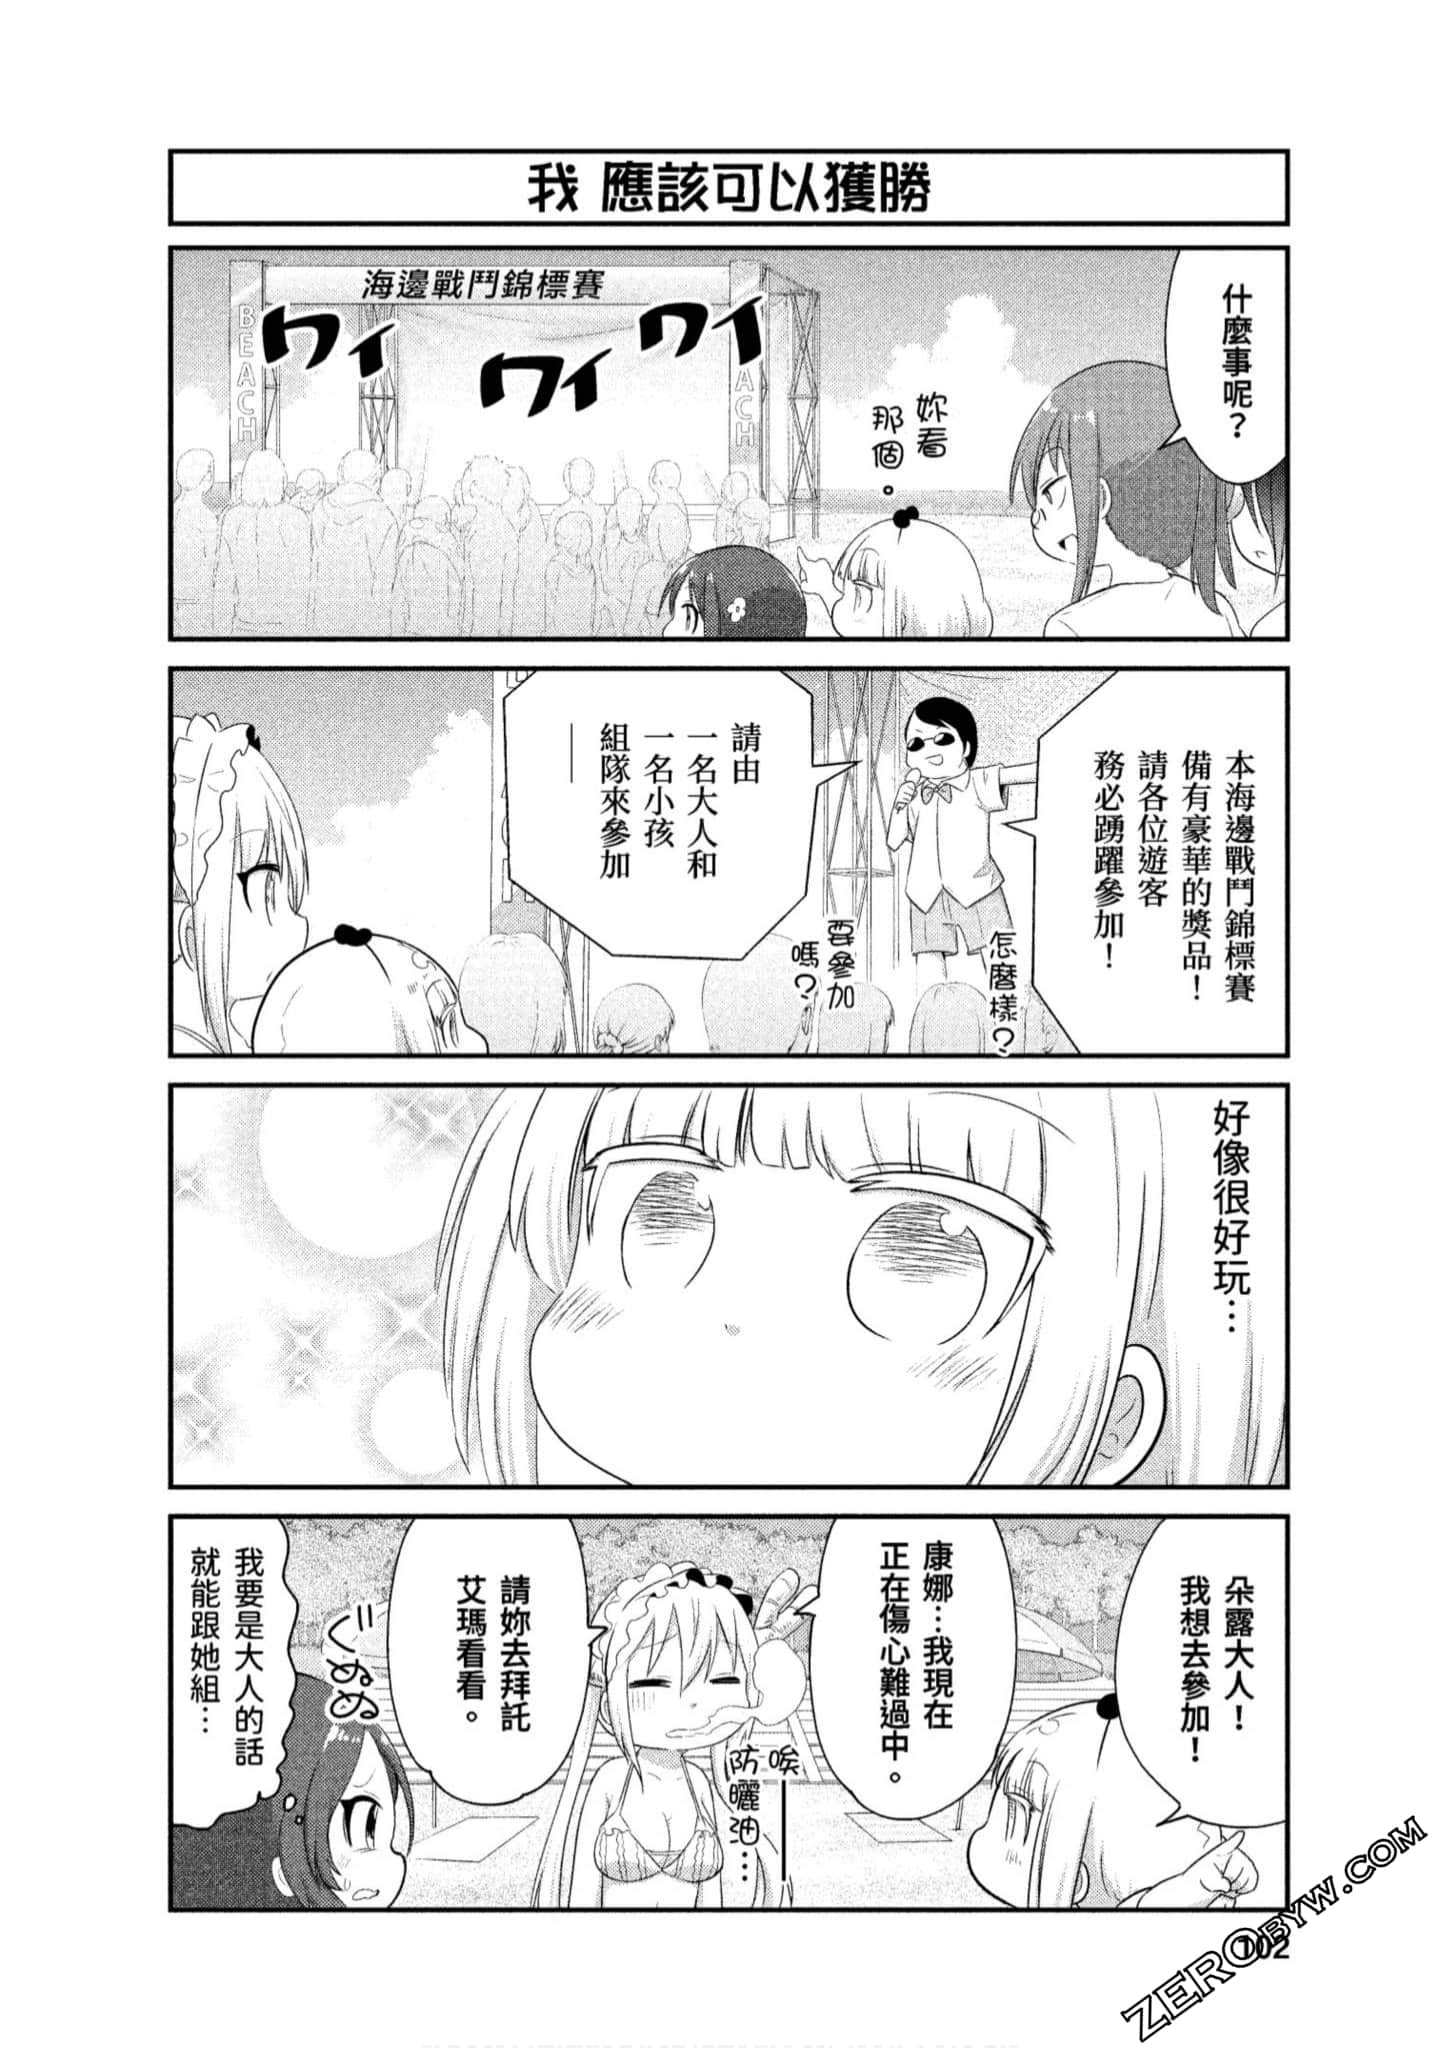 我 應該可以獲勝
什麼事呢?
妳看
那個。
海邊戰鬥錦標賽
BEACH
ACH
ワイ
ワイ
ワイ
本海邊戰鬥錦標賽
備有豪華的獎品!
請各位遊客
務必踴躍參加!
請由
一名大人和
一名小孩
組隊來參加
——
怎麼樣?
要參加
嗎?
好像很好玩…
朵露大人!
我想去參加!
康娜…我現在
正在傷心難過中。
唉——
防曬油…
請妳去拜託
艾瑪看看。
我要是大人的話
就能跟她組…
ぐぬぬ
102
ZEROBYW.COM